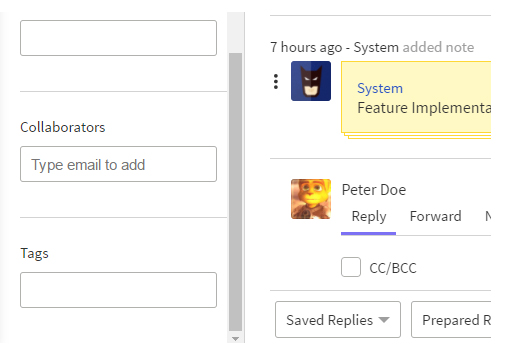 Collaborators
Type email to add
Tags
7 hours ago - System added note
System
Feature Implementa
Peter Doe
Reply Forward N
CC/BCC
Saved Replies Prepared R